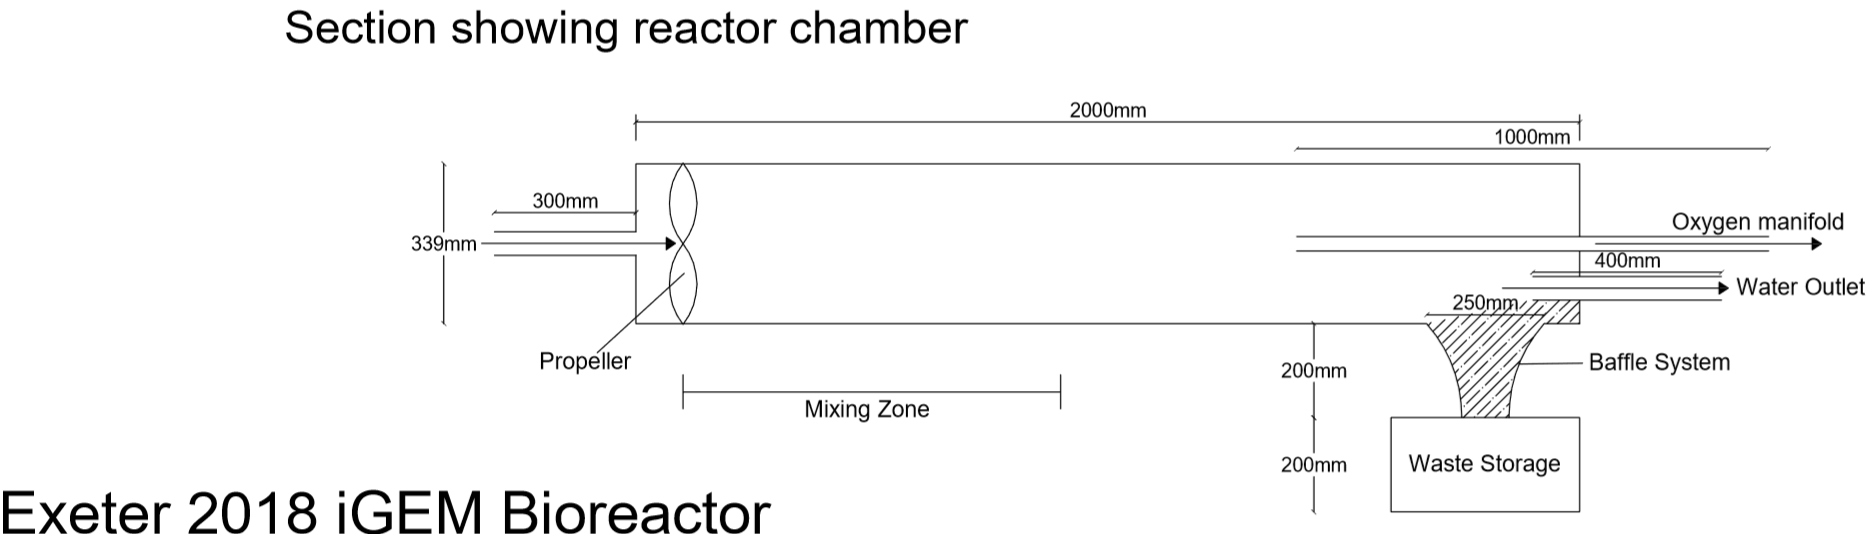 Section showing reactor chamber
2000mm
1000mm
300mm
339mm
Oxygen manifold
400mm
Water Outlet
250mm
Propeller
200mm
Baffle System
Mixing Zone
200mm
Waste Storage
Exeter 2018 iGEM Bioreactor